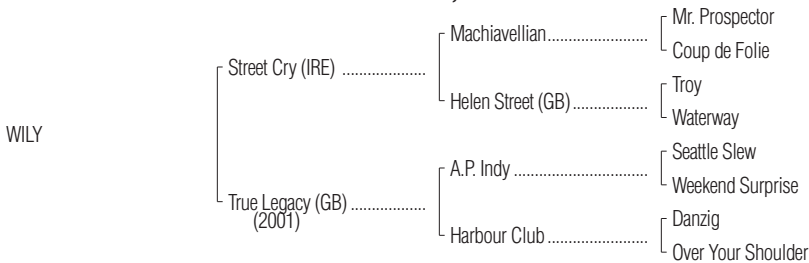 Mr. Prospector
Machiavellian
Coup de Folie
Street Cry (IRE)
Troy
Helen Street (GB)
Waterway
WILY
Seattle Slew
A.P. Indy
Weekend Surprise
True Legacy (GB)
(2001)
Danzig
Harbour Club
Over Your Shoulder